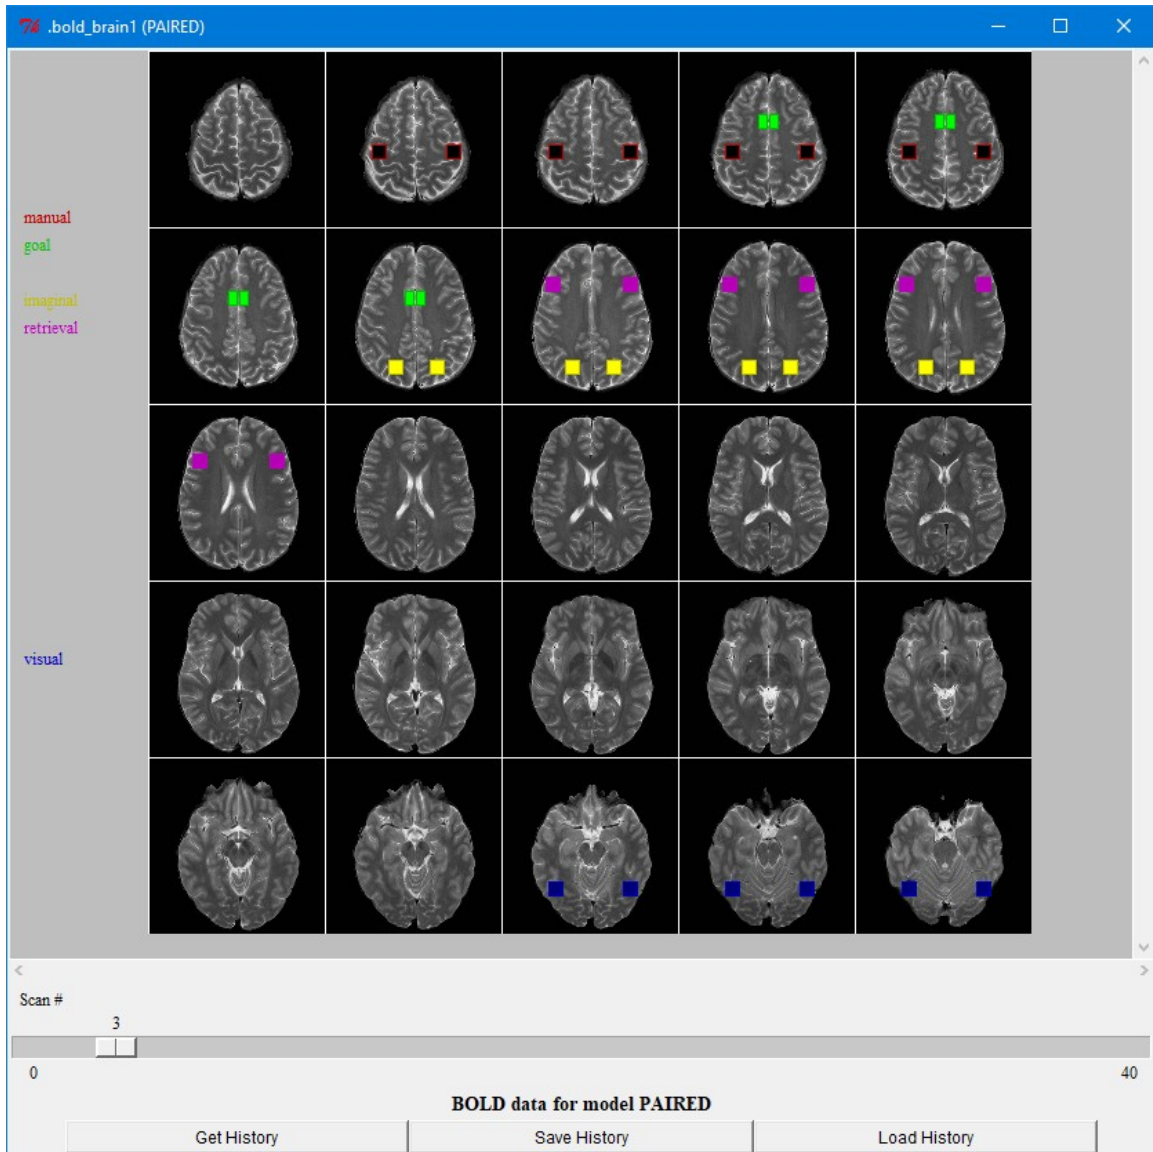 .bold_brain1 (PAIRED)
manual
goal
imaginal
retrieval
visual
Scan #
3
0
40
BOLD data for model PAIRED
Get History
Save History
Load History